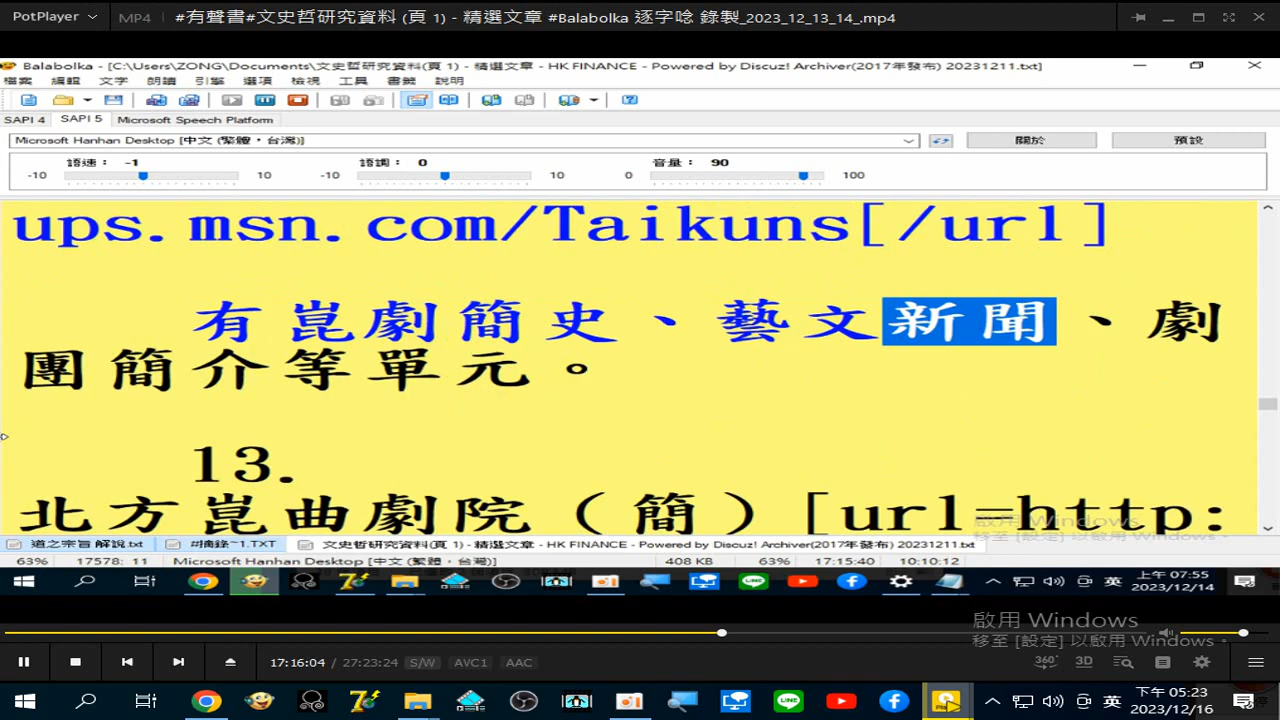 PotPlayer MP4 #有聲書#文史哲研究資料 (頁 1) - 精選文章 #Balabolka 逐字唸 錄製_2023_12_13_14_.mp4
Balabolka - [C:\Users\ZONG\Documents\文史哲研究資料(頁 1) - 精選文章 - HK FINANCE - Powered by Discuz! Archiver(2017年發布) 20231211.txt]
檔案 編輯 文字 朗讀 引擎 選項 檢視 工具 書籤 說明
SAPI 4 SAPI 5 Microsoft Speech Platform
Microsoft Hanhan Desktop [中文 (繁體，台灣)] 關於 預設
語速： -1 語調： 0 音量： 90
-10 10 -10 10 0 100
ups.msn.com/Taikuns[/url]
有崑劇簡史、藝文新聞、劇
團簡介等單元。
13.
北方崑曲劇院（簡）[url=http:
啟用 Windows
移至 [設定] 以啟用 Windows。
道之宗旨 解說.txt #摘錄~1.TXT 文史哲研究資料(頁 1) - 精選文章 - HK FINANCE - Powered by Discuz! Archiver(2017年發布) 20231211.txt
63% 17578: 11 Microsoft Hanhan Desktop [中文 (繁體，台灣)] 408 KB 63% 17:15:40 10:10:12
英 上午 07:55
2023/12/14
啟用 Windows
移至 [設定] 以啟用 Windows。
17:16:04 / 27:23:24 S/W AVC1 AAC 360° 3D
英 下午 05:23
2023/12/16